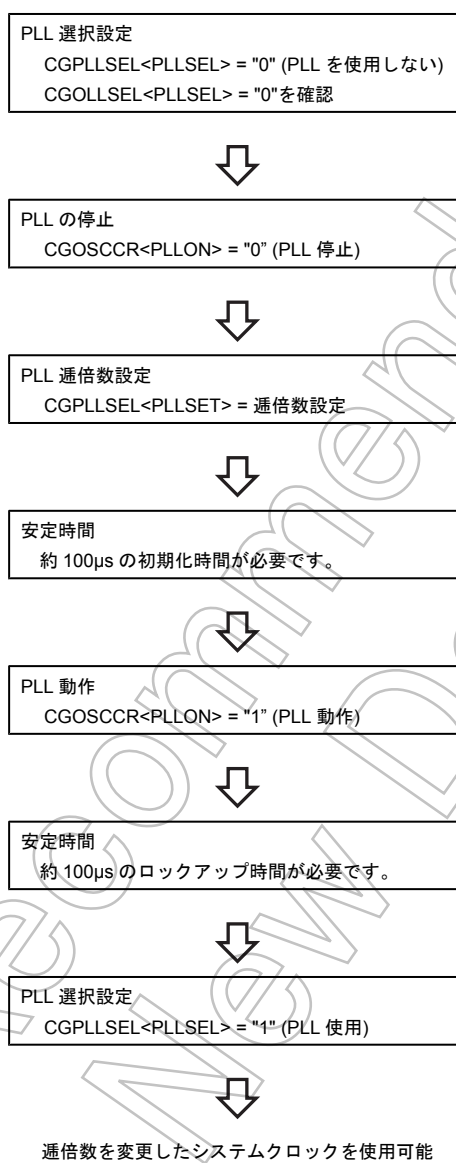 PLL 選択設定
CGPLLSEL<PLLSEL> = "0" (PLL を使用しない)
CGOLLSEL<PLLSEL> = "0"を確認
PLL の停止
CGOSCCR<PLLON> = "0” (PLL 停止)
PLL 逓倍数設定
CGPLLSEL<PLLSET> = 逓倍数設定
安定時間
約 100μs の初期化時間が必要です。
PLL 動作
CGOSCCR<PLLON> = "1” (PLL 動作)
安定時間
約 100μs のロックアップ時間が必要です。
PLL 選択設定
CGPLLSEL<PLLSEL> = "1" (PLL 使用)
逓倍数を変更したシステムクロックを使用可能